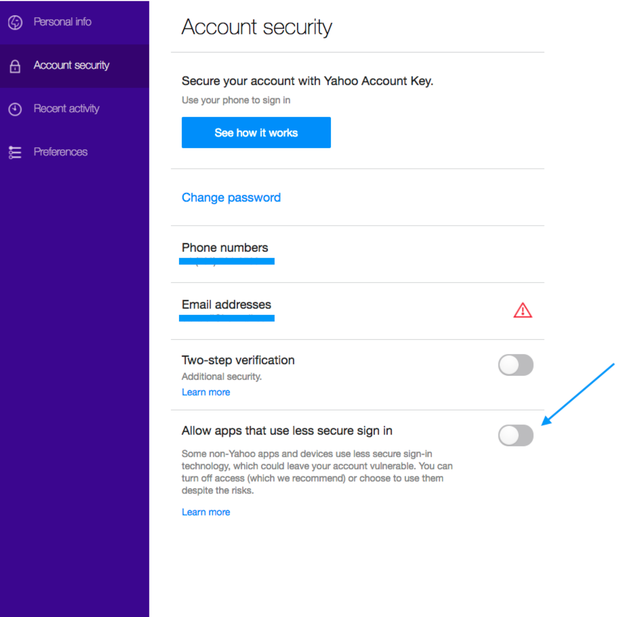 Personal info
Account security
Recent activity
Preferences
Account security
Secure your account with Yahoo Account Key.
Use your phone to sign in
See how it works
Change password
Phone numbers
Email addresses
Two-step verification
Additional security.
Learn more
Allow apps that use less secure sign in
Some non-Yahoo apps and devices use less secure sign-in
technology, which could leave your account vulnerable. You can
turn off access (which we recommend) or choose to use them
despite the risks.
Learn more